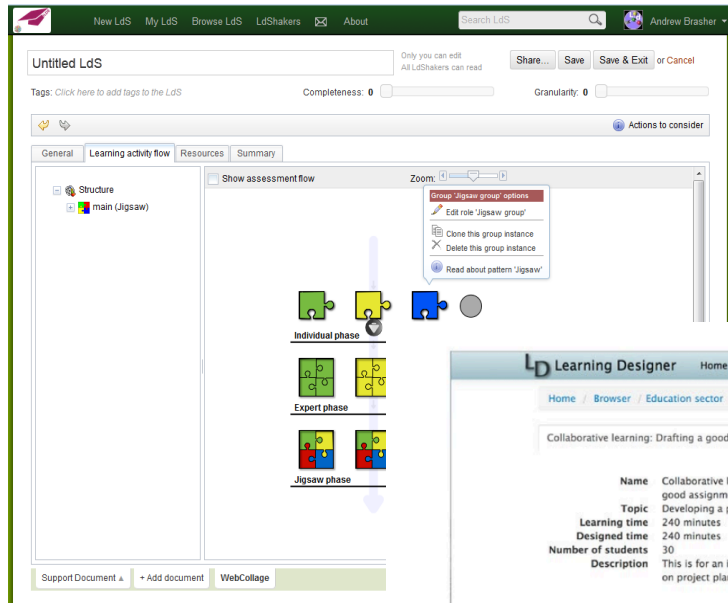 New LdS My LdS Browse LdS LdShakers About Search LdS Andrew Brasher
Untitled LdS
Only you can edit
All LdShakers can read
Share... Save Save & Exit or Cancel
Tags: Click here to add tags to the LdS Completeness: 0 Granularity: 0
Actions to consider
General Learning activity flow Resources Summary
Structure
main (Jigsaw)
Show assessment flow Zoom:
Group 'Jigsaw group' options
Edit role 'Jigsaw group'
Clone this group instance
Delete this group instance
Read about pattern 'Jigsaw'
Individual phase
Expert phase
Jigsaw phase
Support Document + Add document WebCollage
LD Learning Designer Home
Home / Browser / Education sector
Collaborative learning: Drafting a good
Name Collaborative
good assignm
Topic Developing a p
Learning time 240 minutes
Designed time 240 minutes
Number of students 30
Description This is for an i
on project pla